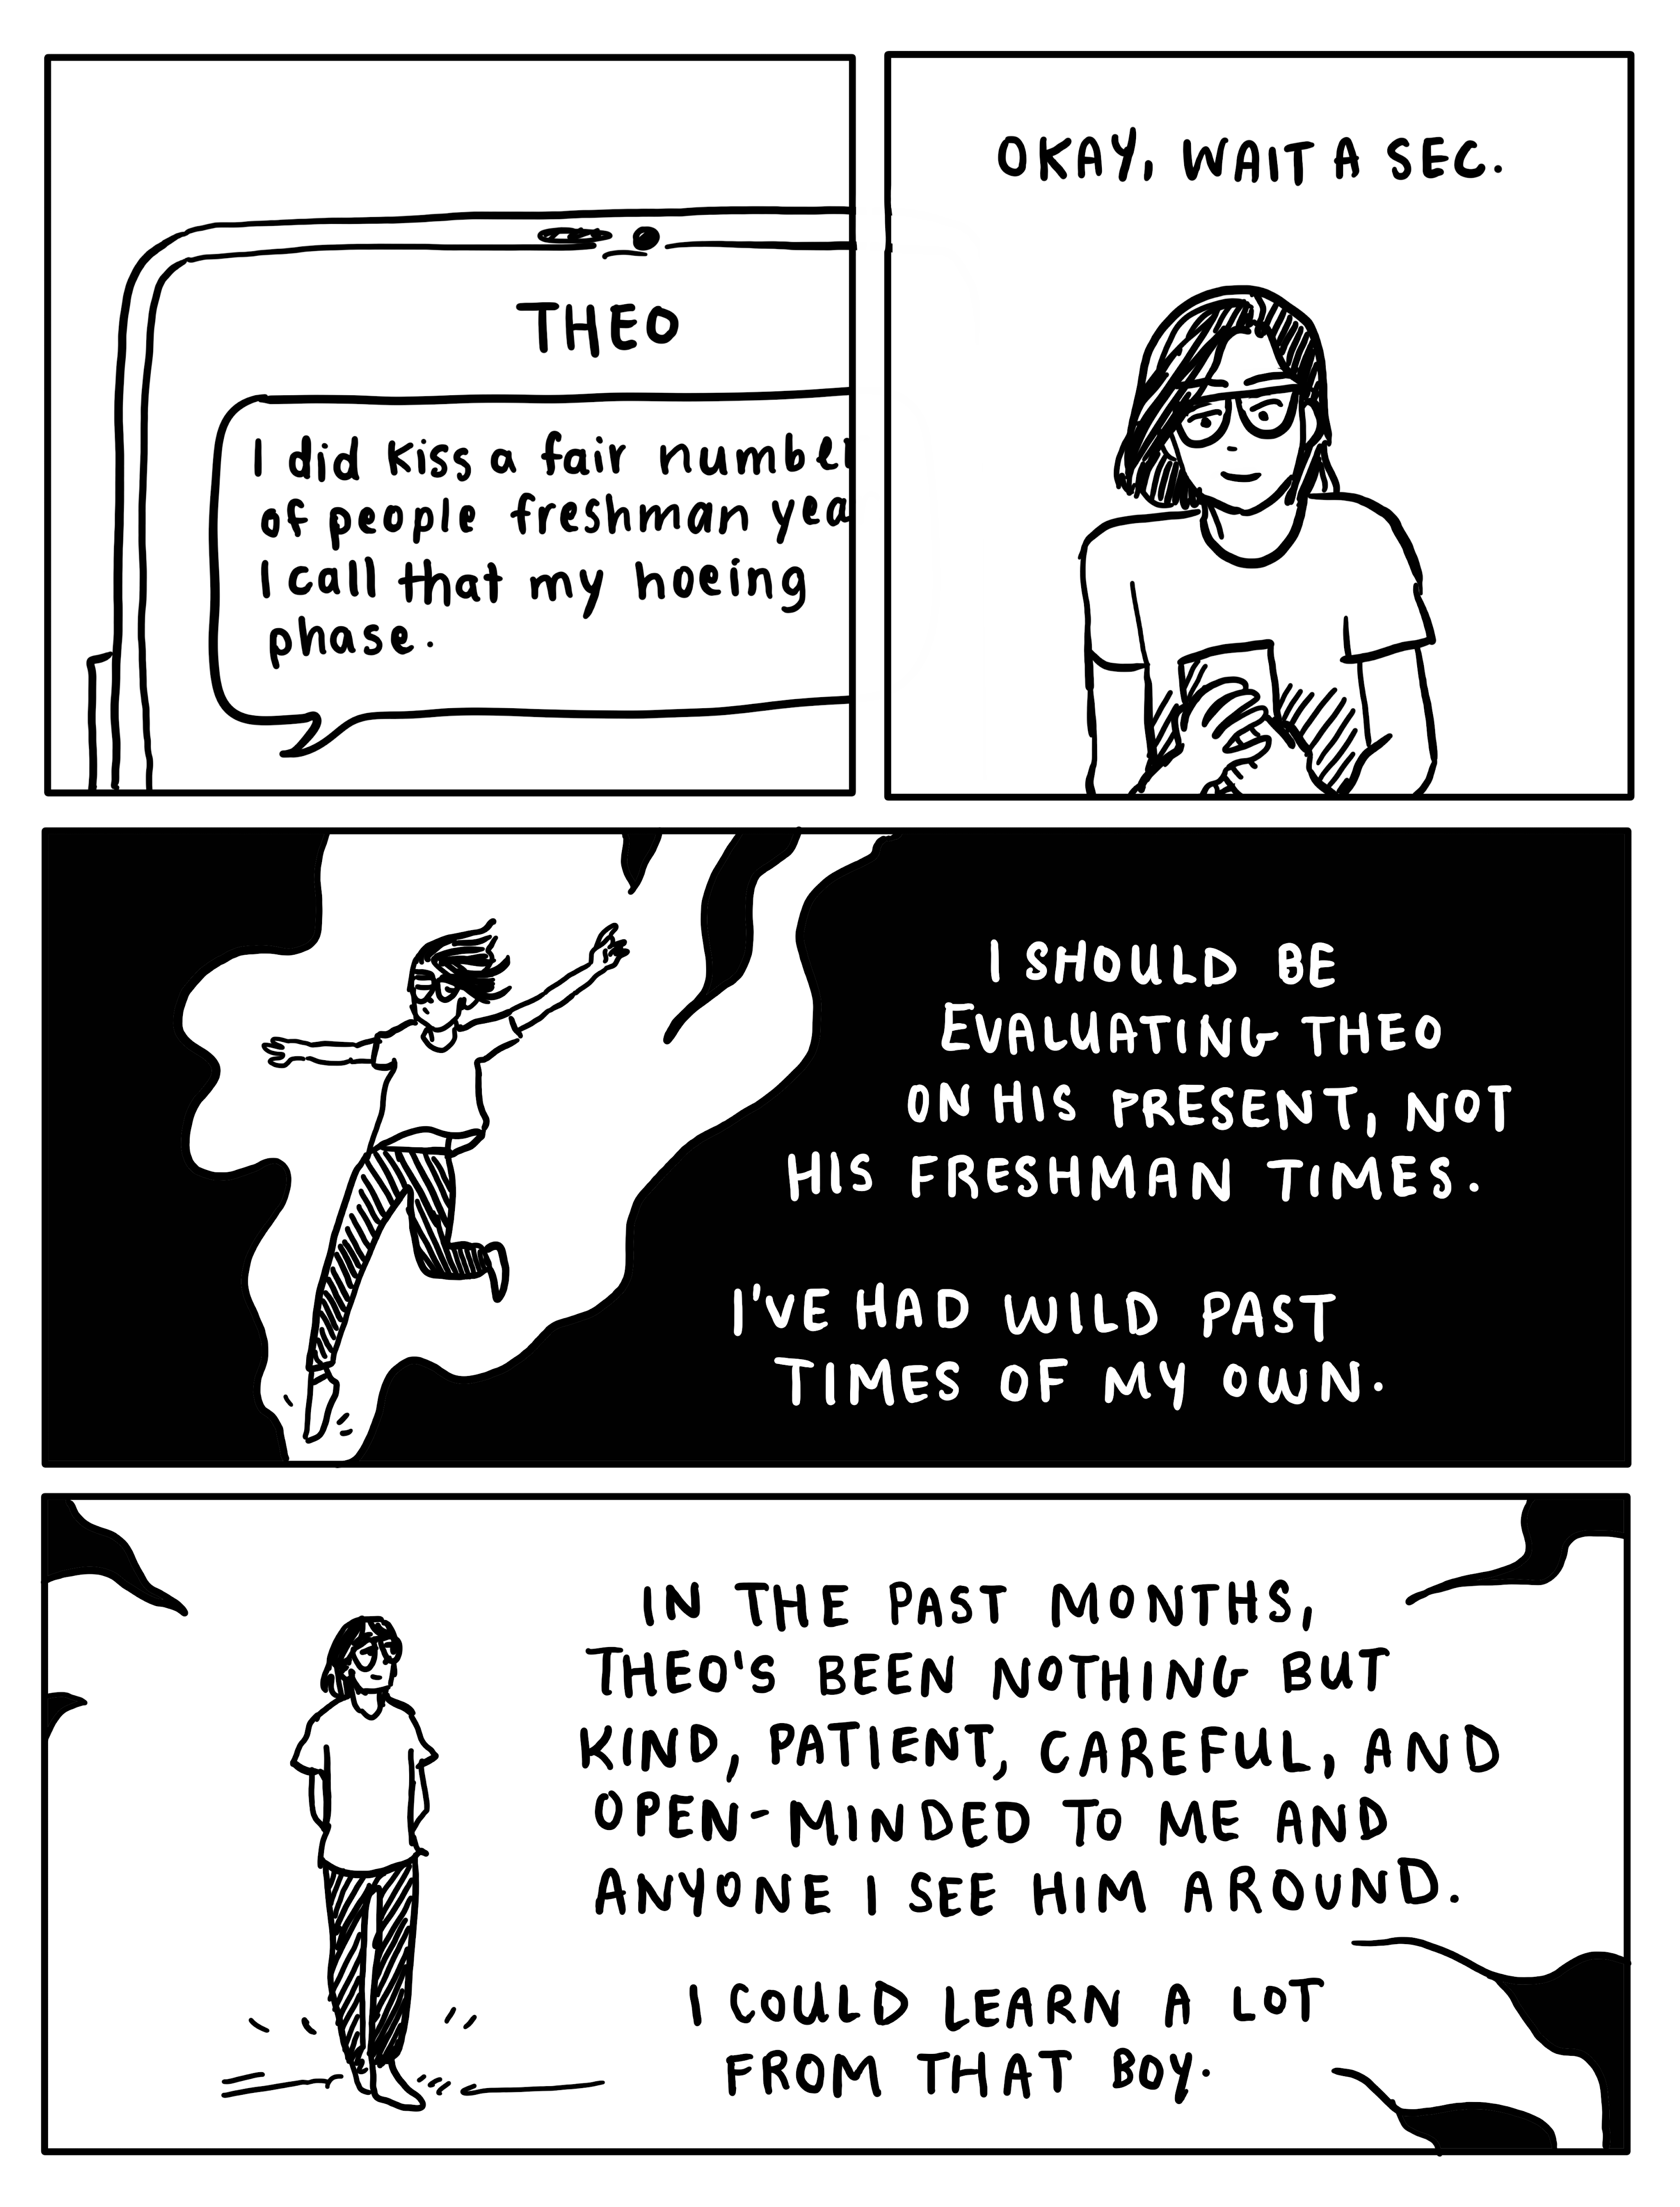 THEO
I did kiss a fair number
of people freshman yea
I call that my hoeing
phase.
OKAY, WAIT A SEC.
I SHOULD BE
EVALUATING THEO
ON HIS PRESENT, NOT
HIS FRESHMAN TIMES.
I'VE HAD WILD PAST
TIMES OF MY OWN.
IN THE PAST MONTHS,
THEO'S BEEN NOTHING BUT
KIND, PATIENT, CAREFUL, AND
OPEN-MINDED TO ME AND
ANYONE I SEE HIM AROUND.
I COULD LEARN A LOT
FROM THAT BOY.